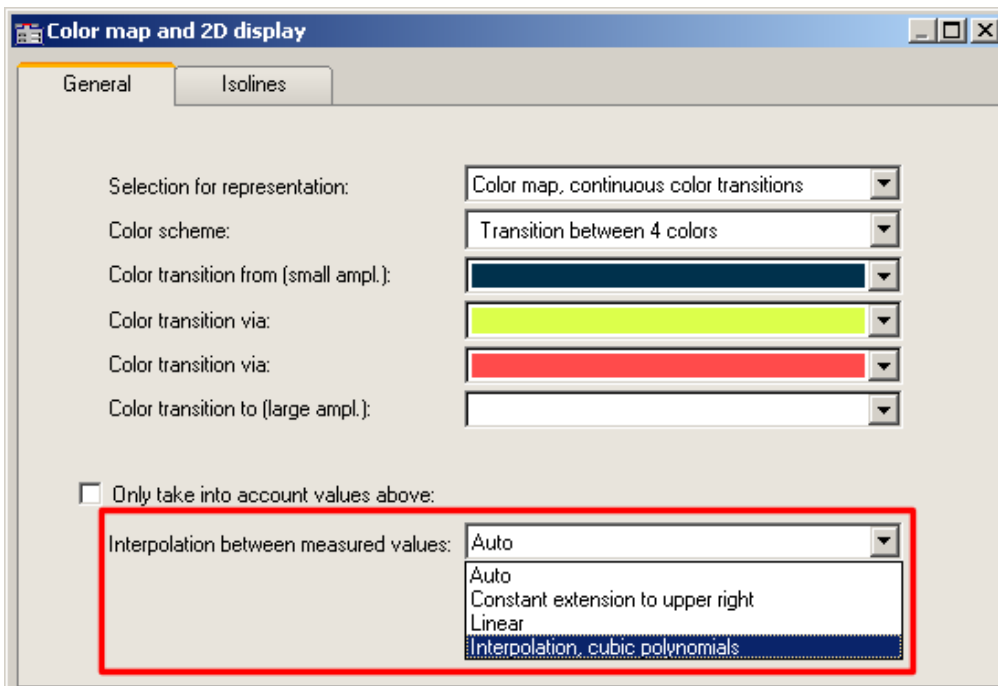 Color map and 2D display
General Isolines
Selection for representation: Color map, continuous color transitions
Color scheme: Transition between 4 colors
Color transition from (small ampl.):
Color transition via:
Color transition via:
Color transition to (large ampl.):
Only take into account values above:
Interpolation between measured values: Auto
Auto
Constant extension to upper right
Linear
Interpolation, cubic polynomials